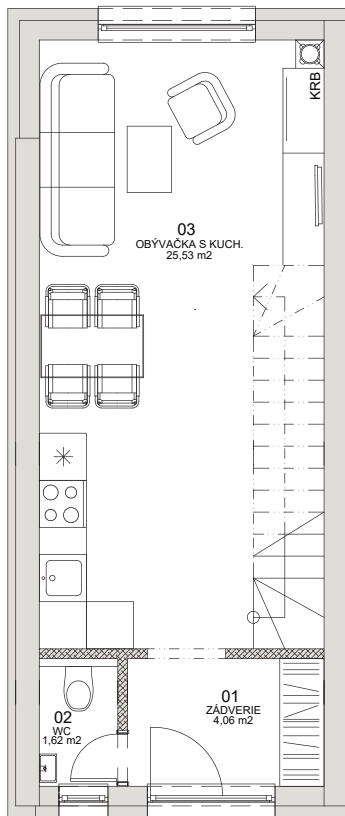 KRB
03
OBÝVAČKA S KUCH.
25,53 m2
01
ZÁDVERIE
4,06 m2
02
WC
1,62 m2